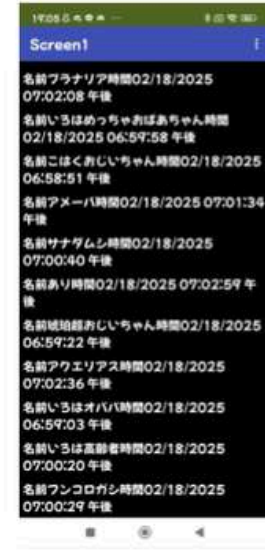 19:05
Screen1
名前プラナリア時間02/18/2025
07:02:08 午後
名前いろはめっちゃおばあちゃん時間
02/18/2025 06:59:58 午後
名前こはくおじいちゃん時間02/18/2025
06:58:51 午後
名前アメーバ時間02/18/2025 07:01:34
午後
名前サナダムシ時間02/18/2025
07:00:40 午後
名前あり時間02/18/2025 07:02:59 午
後
名前琥珀超おじいちゃん時間02/18/2025
06:59:22 午後
名前アクエリアス時間02/18/2025
07:02:36 午後
名前いろはオババ時間02/18/2025
06:59:03 午後
名前いろは高齢者時間02/18/2025
07:00:20 午後
名前フンコロガシ時間02/18/2025
07:00:29 午後